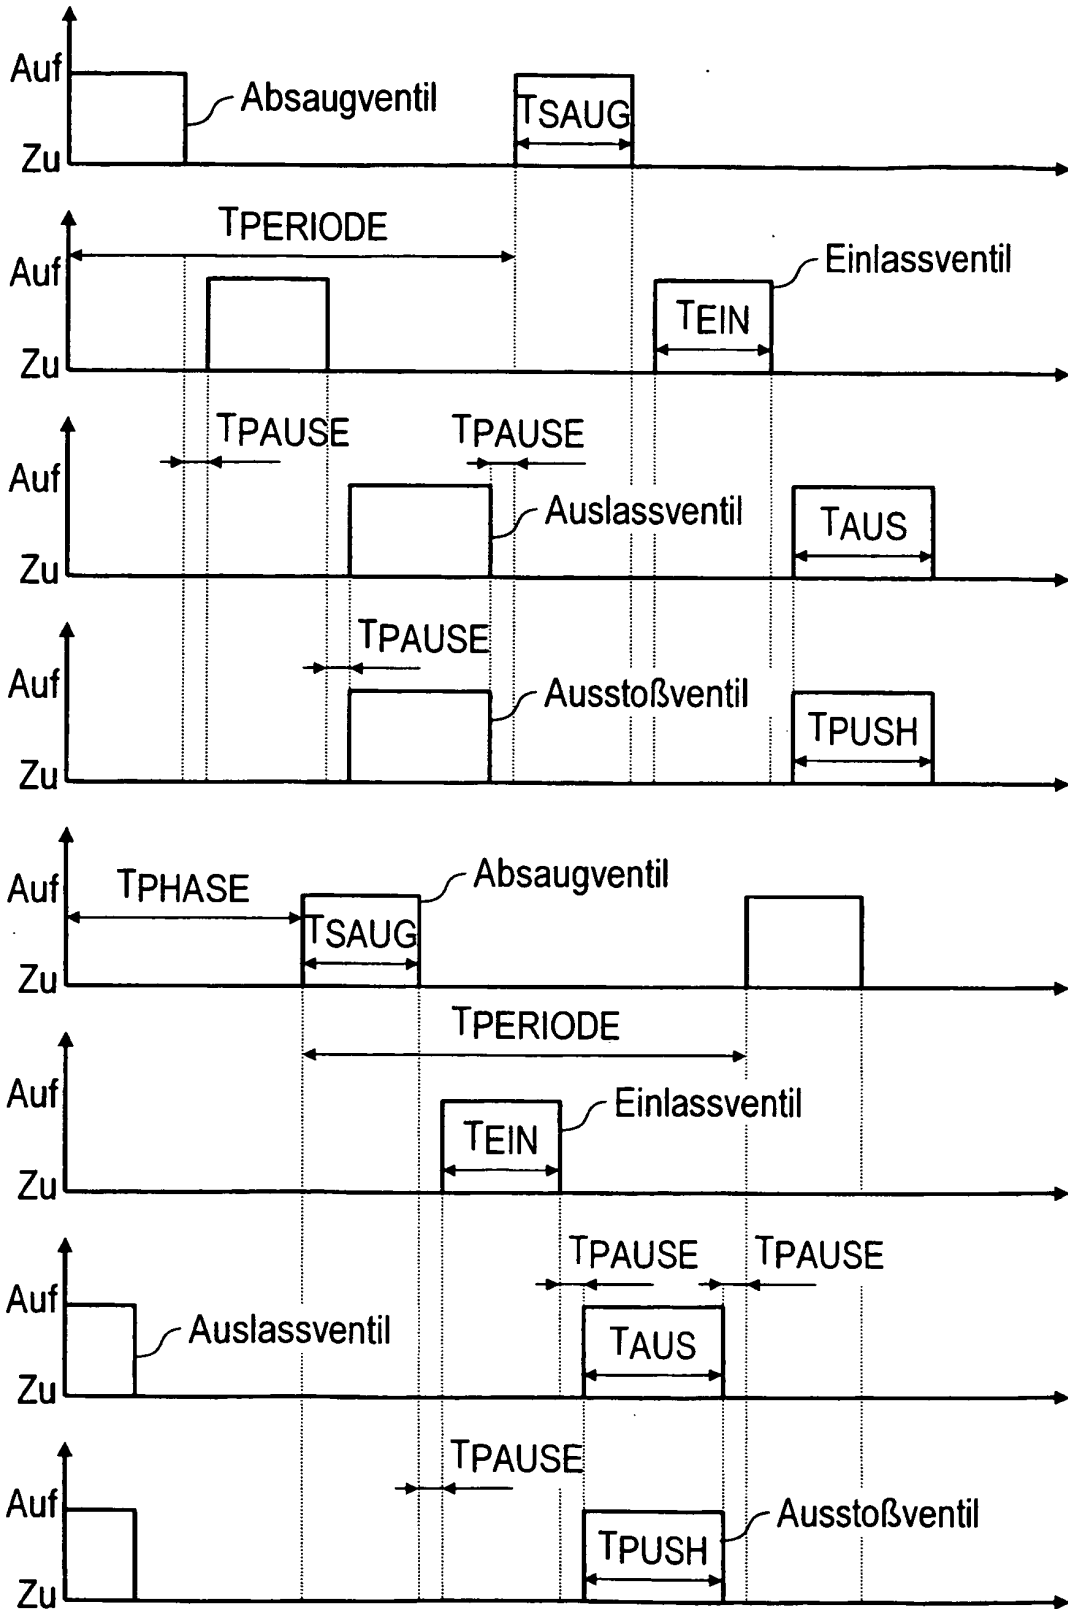 Auf
Absaugventil
TSAUG
Zu
TPERIODE
Auf
Einlassventil
TEIN
Zu
TPAUSE
TPAUSE
Auf
Auslassventil
TAUS
Zu
TPAUSE
Auf
Ausstoßventil
TPUSH
Zu
Auf
TPHASE
Absaugventil
TSAUG
Zu
TPERIODE
Auf
Einlassventil
TEIN
Zu
TPAUSE
TPAUSE
Auf
Auslassventil
TAUS
Zu
TPAUSE
Auf
Ausstoßventil
TPUSH
Zu